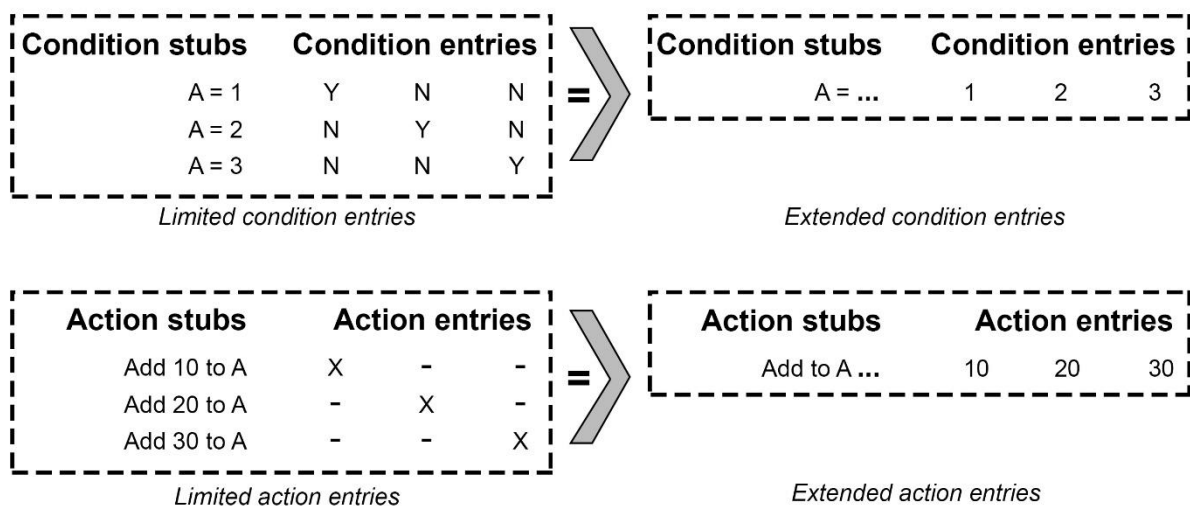 Condition stubs Condition entries
A = 1 Y N N
A = 2 N Y N
A = 3 N N Y
Limited condition entries
=
Condition stubs Condition entries
A = ... 1 2 3
Extended condition entries
Action stubs Action entries
Add 10 to A X - -
Add 20 to A - X -
Add 30 to A - - X
Limited action entries
=
Action stubs Action entries
Add to A ... 10 20 30
Extended action entries